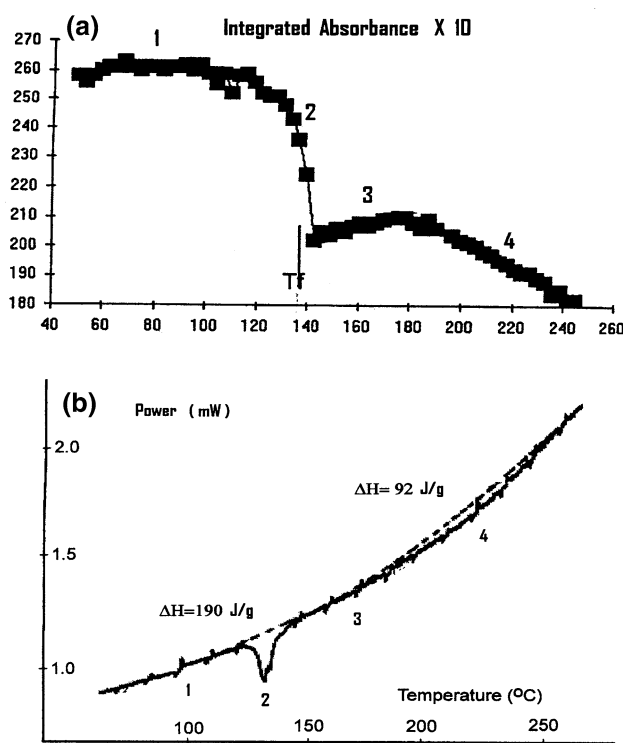 (a)
Integrated Absorbance X 10
270
260
250
240
230
220
210
200
190
180
1
2
3
4
Tf
40 60 80 100 120 140 160 180 200 220 240 260
(b)
Power (mW)
2.0
1.5
1.0
ΔH= 92 J/g
ΔH=190 J/g
1
2
3
4
Temperature (ºC)
100 150 200 250